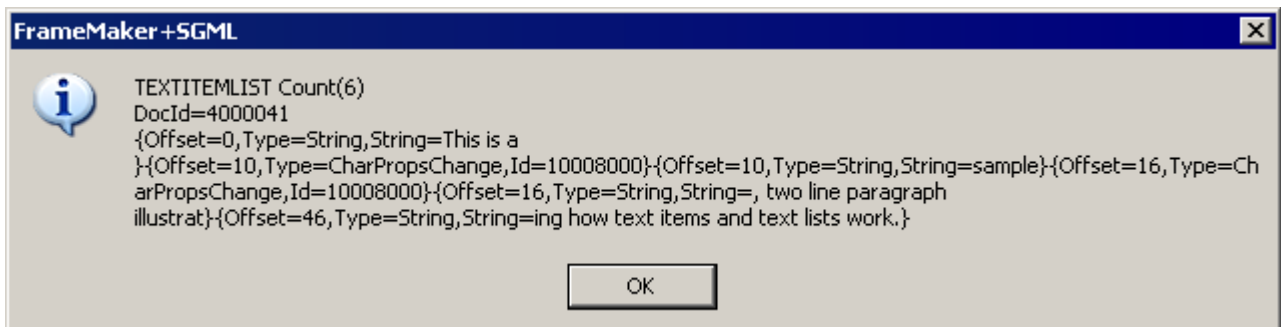 FrameMaker+SGML
TEXTITEMLIST Count(6)
DocId=4000041
{Offset=0,Type=String,String=This is a
}-{Offset=10,Type=CharPropsChange,Id=10008000}-{Offset=10,Type=String,String=sample}-{Offset=16,Type=Ch
arPropsChange,Id=10008000}-{Offset=16,Type=String,String=, two line paragraph
illustrat}-{Offset=46,Type=String,String=ing how text items and text lists work.}
OK